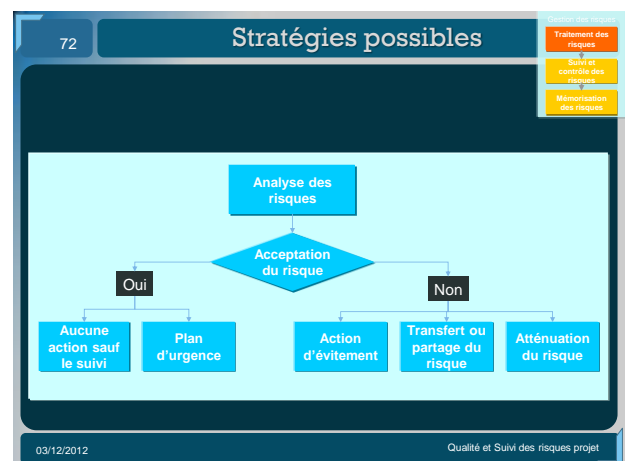 72
Stratégies possibles
Gestion des risques
Traitement des
risques
Suivi et
contrôle des
risques
Mémorisation
des risques
Analyse des
risques
Acceptation
du risque
Oui
Non
Aucune
action sauf
le suivi
Plan
d'urgence
Action
d'évitement
Transfert ou
partage du
risque
Atténuation
du risque
03/12/2012
Qualité et Suivi des risques projet